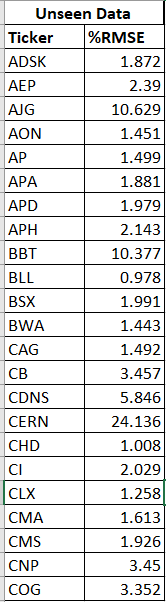 Unseen Data
Ticker %RMSE
ADSK 1.872
AEP 2.39
AJG 10.629
AON 1.451
AP 1.499
APA 1.881
APD 1.979
APH 2.143
BBT 10.377
BLL 0.978
BSX 1.991
BWA 1.443
CAG 1.492
CB 3.457
CDNS 5.846
CERN 24.136
CHD 1.008
CI 2.029
CLX 1.258
CMA 1.613
CMS 1.926
CNP 3.45
COG 3.352